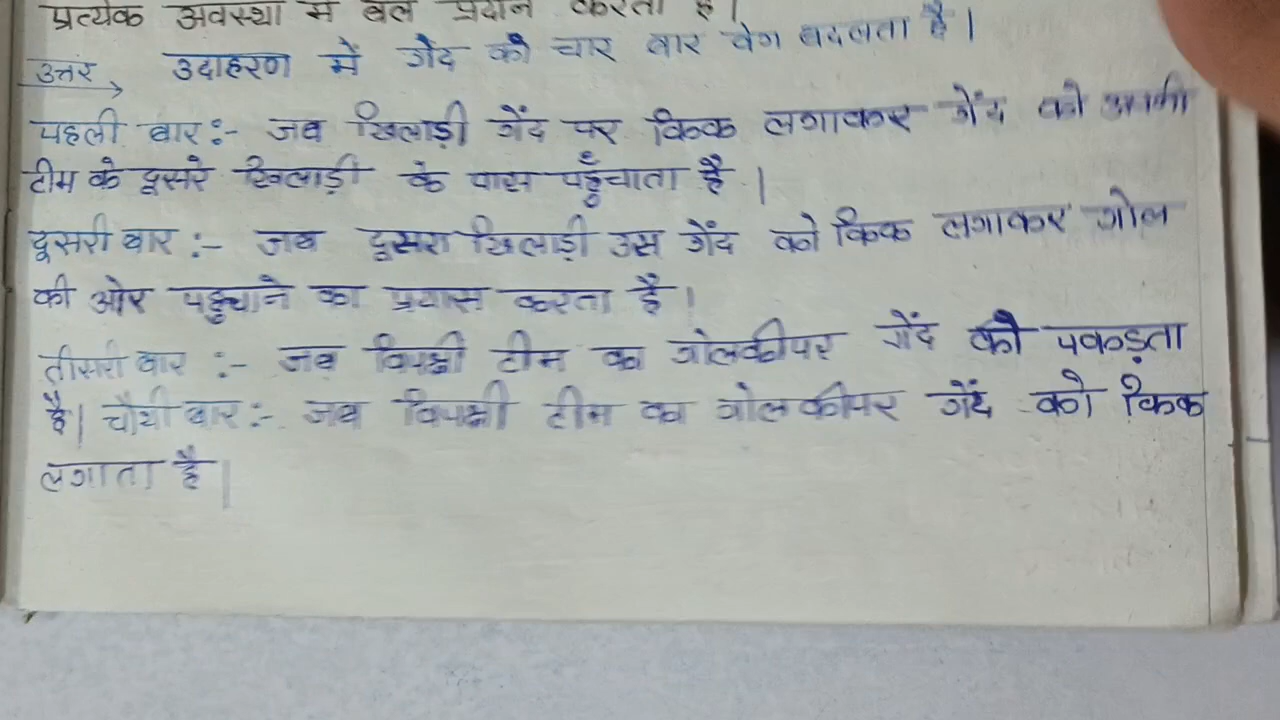 प्रत्येक अवस्था में बल प्रदान करता है।
उत्तर उदाहरण में गेंद की चार बार वेग बदलता है।
पहली बार :- जब खिलाड़ी गेंद पर किक लगाकर गेंद को अपनी
टीम के दूसरे खिलाड़ी के पास पहुँचाता है।
दूसरी बार :- जब दूसरा खिलाड़ी उस गेंद को किक लगाकर गोल
की ओर पहुचाने का प्रयास करता है।
तीसरी बार :- जब विपक्षी टीम का गोलकीपर गेंद को पकड़ता
है। चौथी बार :- जब विपक्षी टीम का गोलकीपर गेंद को किक
लगाता है।